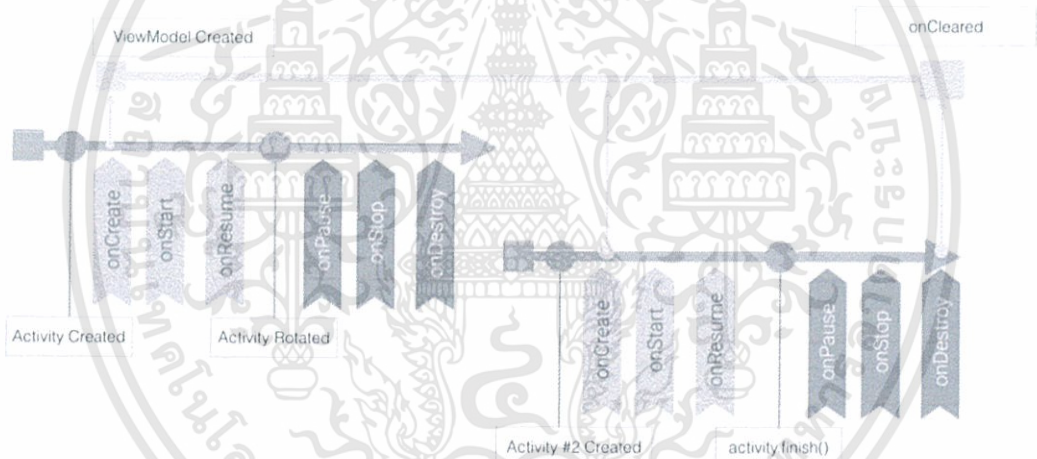 ViewModel Created
onCleared
onCreate
onStart
onResume
onPause
onStop
onDestroy
Activity Created
Activity Rotated
onCreate
onStart
onResume
onPause
onStop
onDestroy
Activity #2 Created
activity.finish()